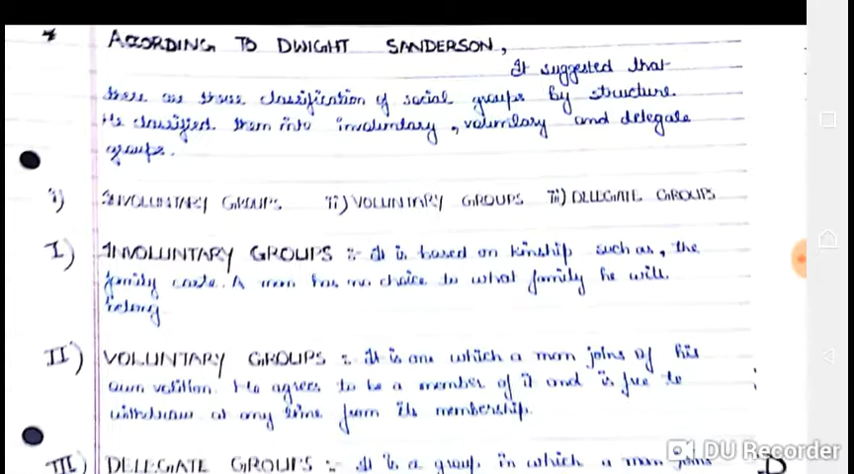 * ACCORDING TO DWIGHT SANDERSON,
It suggested that
there are three classification of social groups by structure.
He classified them into involuntary, voluntary and delegate
groups.
i) INVOLUNTARY GROUPS ii) VOLUNTARY GROUPS iii) DELEGATE GROUPS
I) INVOLUNTARY GROUPS :- It is based on kinship such as, the
family caste. A man has no choice to what family he will
belong
II) VOLUNTARY GROUPS :- It is one which a man joins of his
own volition. He agrees to be a member of it and is free to
withdraw at any time from its membership.
III) DELEGATE GROUPS :- It is a group in which a man joins
DU Recorder